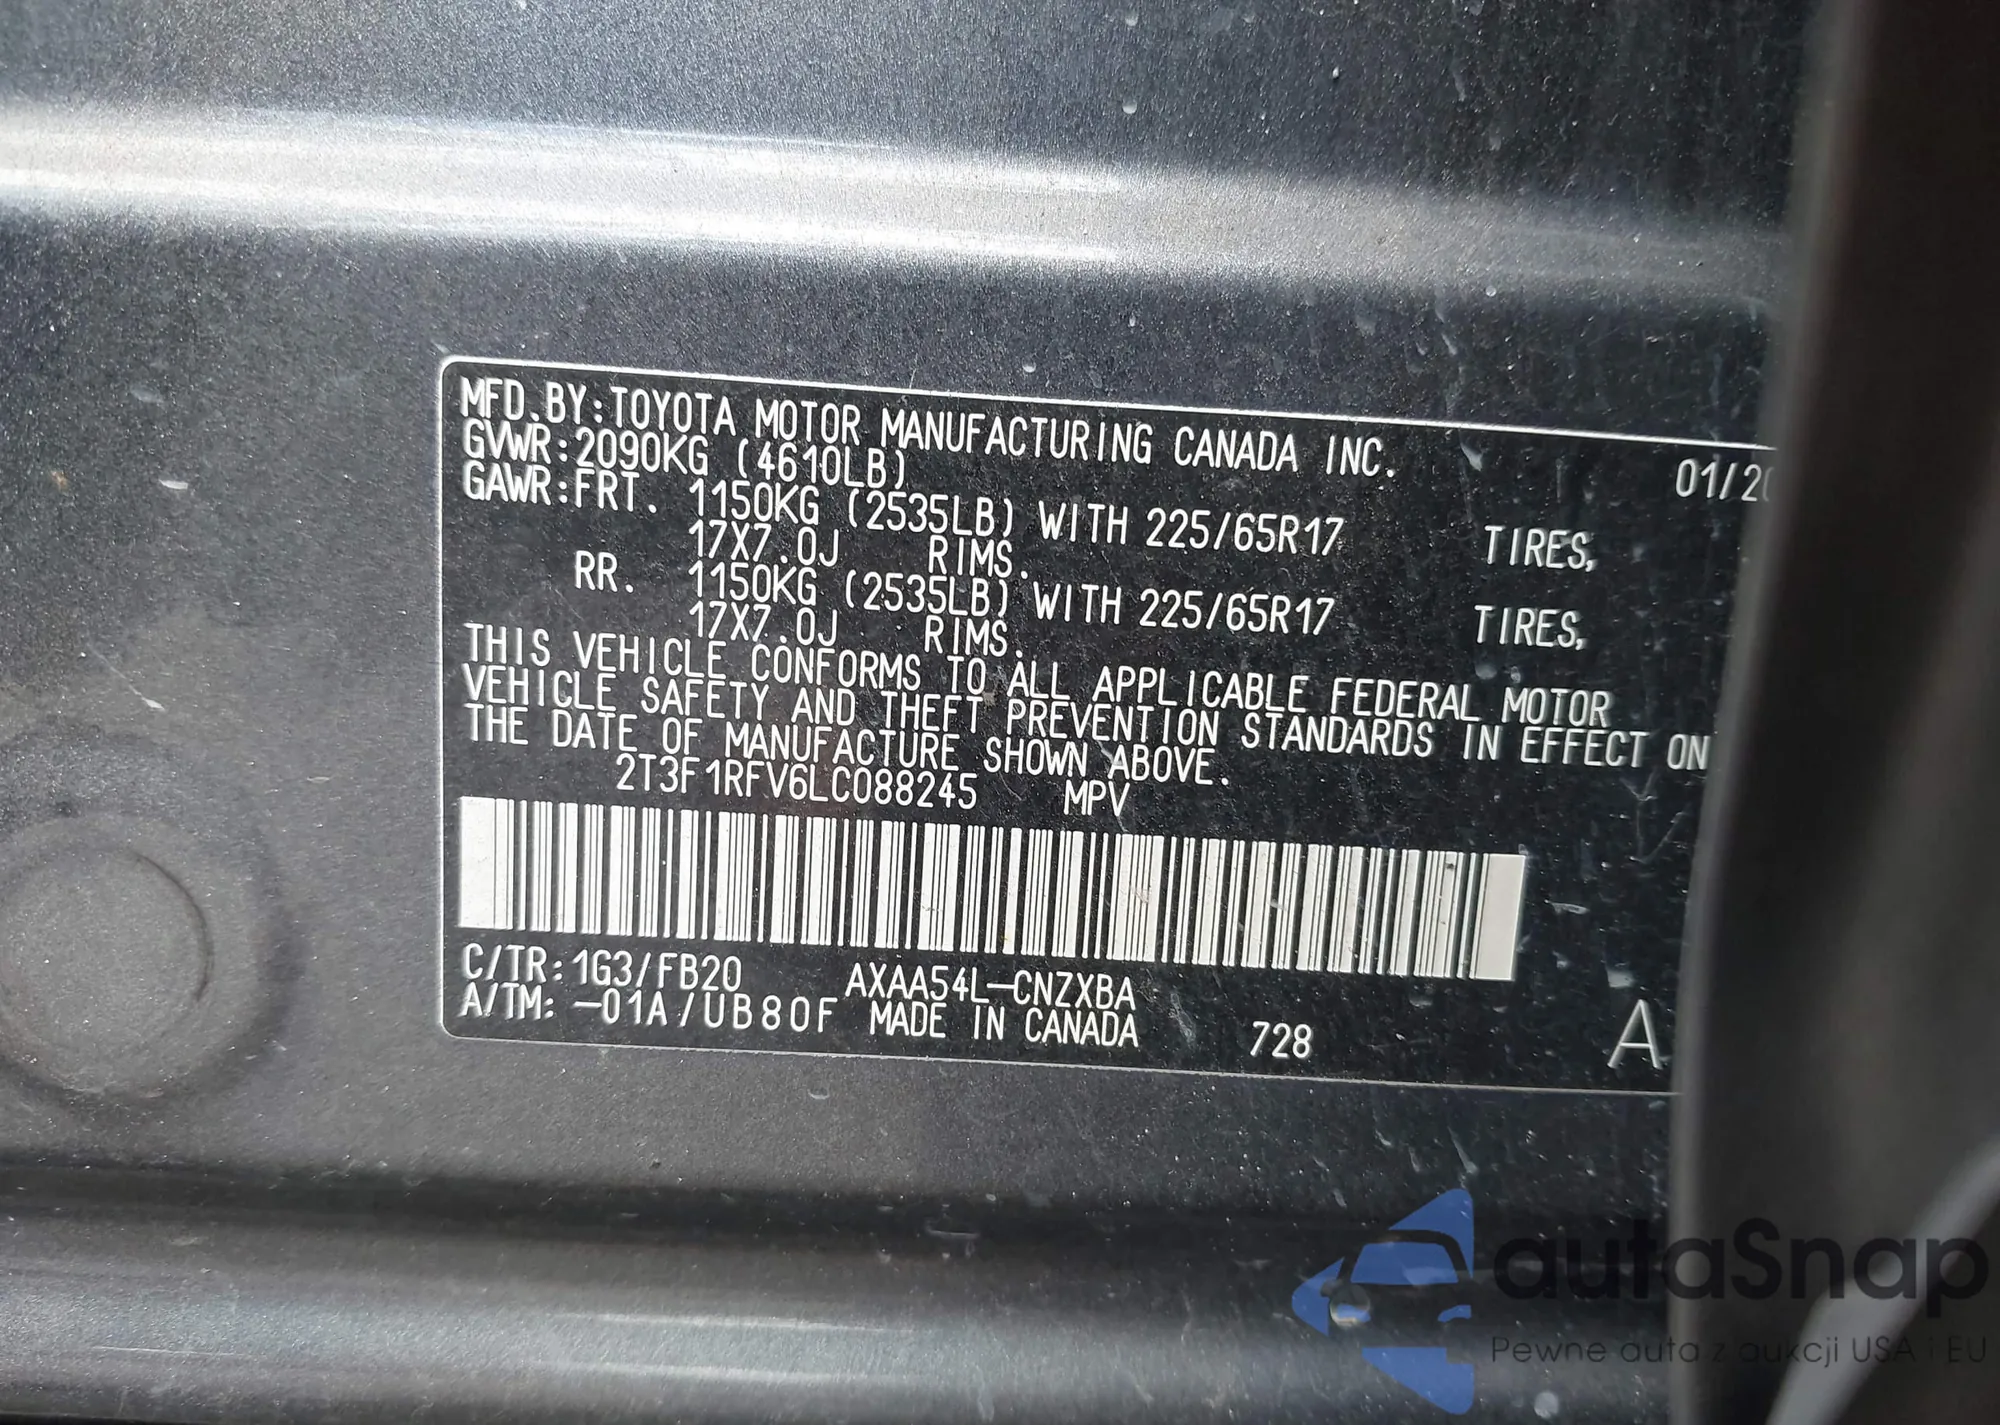 MFD.BY:TOYOTA MOTOR MANUFACTURING CANADA INC. 01/20
GVWR:2090KG (4610LB)
GAWR:FRT. 1150KG (2535LB) WITH 225/65R17 TIRES,
17X7.0J RIMS.
RR. 1150KG (2535LB) WITH 225/65R17 TIRES,
17X7.0J RIMS.
THIS VEHICLE CONFORMS TO ALL APPLICABLE FEDERAL MOTOR
VEHICLE SAFETY AND THEFT PREVENTION STANDARDS IN EFFECT ON
THE DATE OF MANUFACTURE SHOWN ABOVE.
2T3F1RFV6LC088245 MPV
C/TR:1G3/FB20 AXAA54L-CNZXBA
A/TM:-01A/UB80F MADE IN CANADA 728 A
autoSnap
Pewne auta z aukcji USA i EU